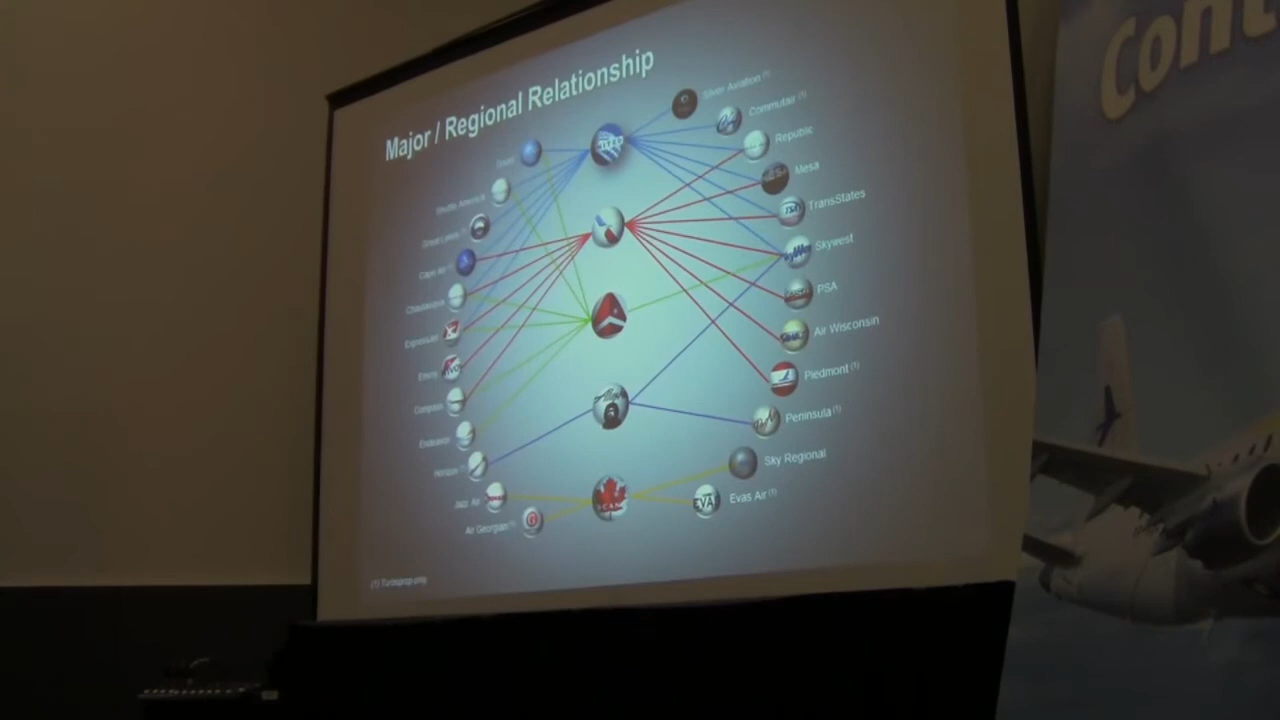 Major / Regional Relationship
Silver Aviation (1)
Commutair (1)
Republic
Mesa
TransStates
Skywest
PSA
Air Wisconsin
Piedmont (1)
Peninsula (1)
Sky Regional
Evas Air (1)
Shuttle America
Great Lakes
Cape Air
Chautauqua
ExpressJet
Envoy
Compass
Endeavor
Horizon
Jazz Air
Air Georgian (1)
EVAS
(1) Turboprop only
Cont